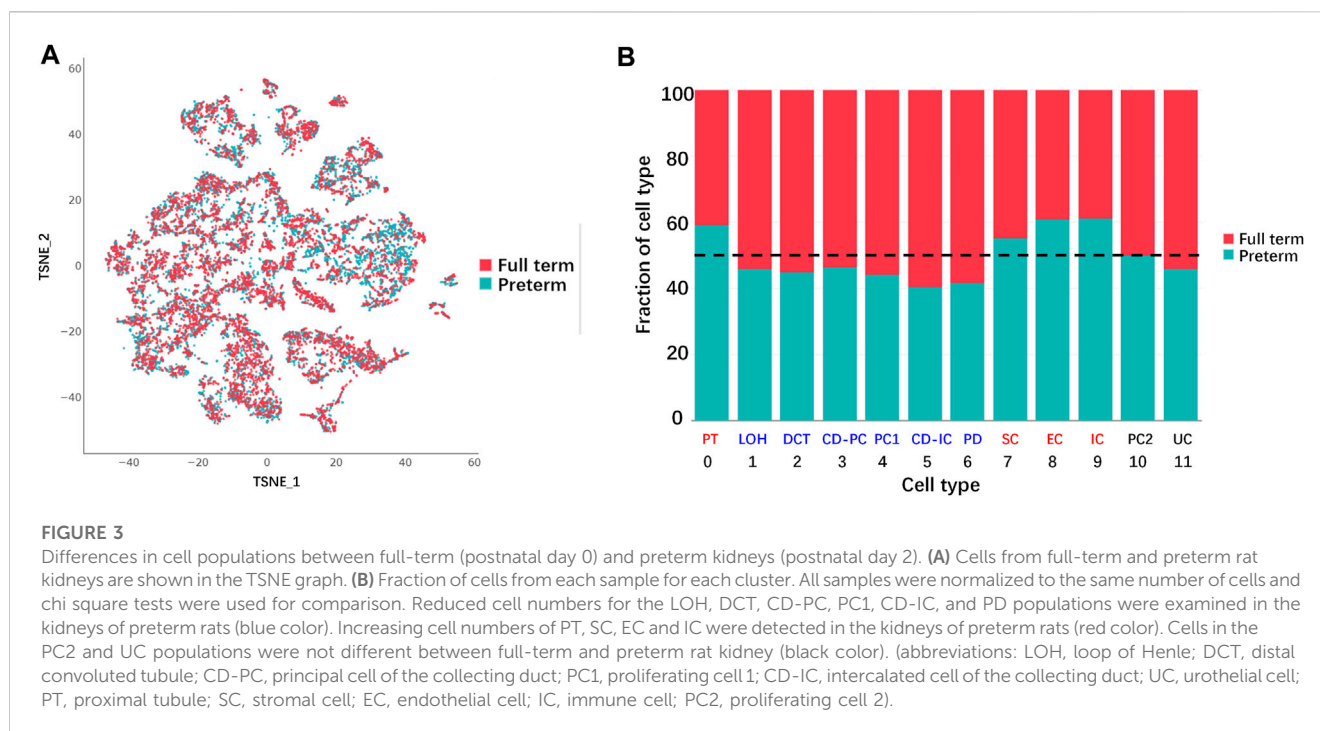 A
60
40
20
0
−20
−40
TSNE_2
−40
−20
0
20
40
60
TSNE_1
Full term
Preterm
B
100
80
60
40
20
0
Fraction of cell type
PT LOH DCT CD-PC PC1 CD-IC PD SC EC IC PC2 UC
0 1 2 3 4 5 6 7 8 9 10 11
Cell type
Full term
Preterm
FIGURE 3
Differences in cell populations between full-term (postnatal day 0) and preterm kidneys (postnatal day 2). (A) Cells from full-term and preterm rat
kidneys are shown in the TSNE graph. (B) Fraction of cells from each sample for each cluster. All samples were normalized to the same number of cells and
chi square tests were used for comparison. Reduced cell numbers for the LOH, DCT, CD-PC, PC1, CD-IC, and PD populations were examined in the
kidneys of preterm rats (blue color). Increasing cell numbers of PT, SC, EC and IC were detected in the kidneys of preterm rats (red color). Cells in the
PC2 and UC populations were not different between full-term and preterm rat kidney (black color). (abbreviations: LOH, loop of Henle; DCT, distal
convoluted tubule; CD-PC, principal cell of the collecting duct; PC1, proliferating cell 1; CD-IC, intercalated cell of the collecting duct; UC, urothelial cell;
PT, proximal tubule; SC, stromal cell; EC, endothelial cell; IC, immune cell; PC2, proliferating cell 2).